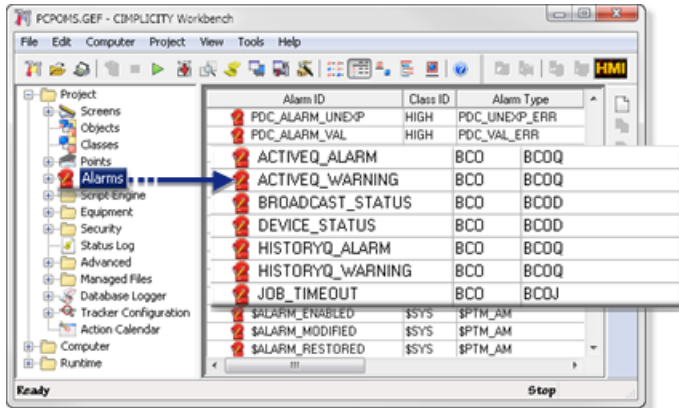 PCPOMS.GEF - CIMPLICITY Workbench
File Edit Computer Project View Tools Help
HMI
Project
Screens
Objects
Classes
Points
Alarms
Script Engine
Equipment
Security
Status Log
Advanced
Managed Files
Database Logger
Tracker Configuration
Action Calendar
Computer
Runtime
Alarm ID Class ID Alarm Type
PDC_ALARM_UNEXP HIGH PDC_UNEXP_ERR
PDC_ALARM_VAL HIGH PDC_VAL_ERR
ACTIVEQ_ALARM BCO BCOQ
ACTIVEQ_WARNING BCO BCOQ
BROADCAST_STATUS BCO BCOD
DEVICE_STATUS BCO BCOD
HISTORYQ_ALARM BCO BCOQ
HISTORYQ_WARNING BCO BCOQ
JOB_TIMEOUT BCO BCOJ
$ALARM_ENABLED $SYS $PTM_AM
$ALARM_MODIFIED $SYS $PTM_AM
$ALARM_RESTORED $SYS $PTM_AM
Ready Stop